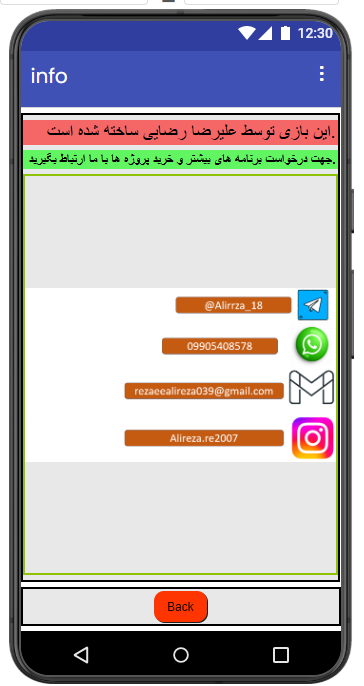 12:30
info
این بازی توسط علیرضا رضایی ساخته شده است.
جهت درخواست برنامه های بیشتر و خرید پروژه ها با ما ارتباط بگیرید.
@Alirrza_18
09905408578
rezaeealireza039@gmail.com
Alireza.re2007
Back